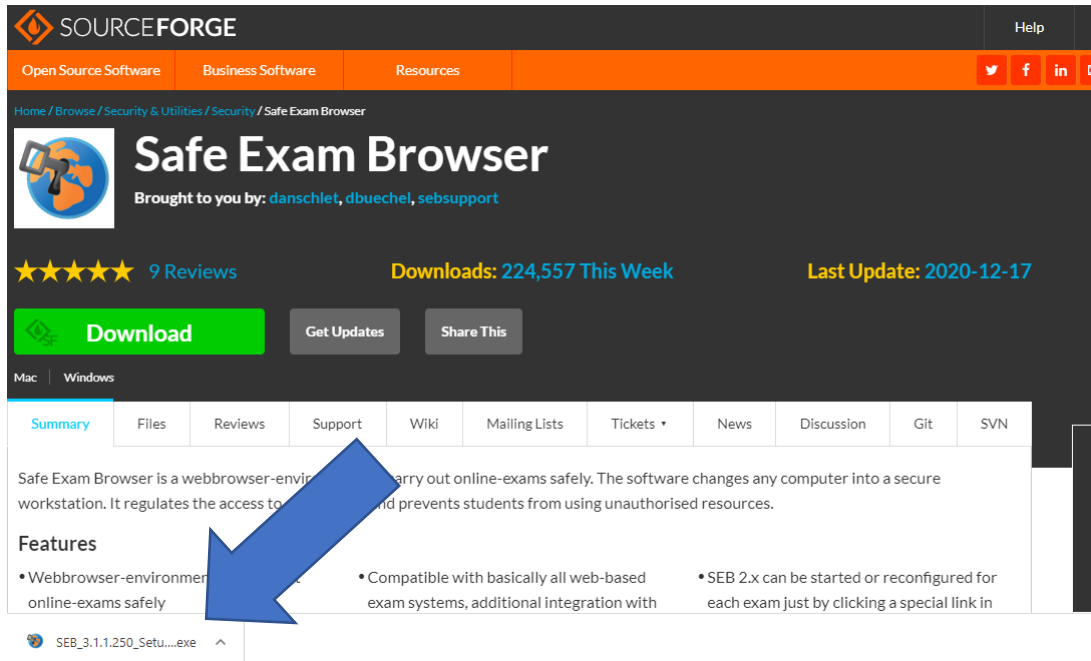 SOURCEFORGE
Help
Open Source Software Business Software Resources
Home / Browse / Security & Utilities / Security / Safe Exam Browser
Safe Exam Browser
Brought to you by: danschlet, dbuechel, sebsupport
9 Reviews Downloads: 224,557 This Week Last Update: 2020-12-17
SF Download Get Updates Share This
Mac Windows
Summary Files Reviews Support Wiki Mailing Lists Tickets News Discussion Git SVN
Safe Exam Browser is a webbrowser-envir arry out online-exams safely. The software changes any computer into a secure
workstation. It regulates the access to nd prevents students from using unauthorised resources.
Features
• Webbrowser-environmen
online-exams safely
• Compatible with basically all web-based
exam systems, additional integration with
• SEB 2.x can be started or reconfigured for
each exam just by clicking a special link in
SEB_3.1.1.250_Setu....exe